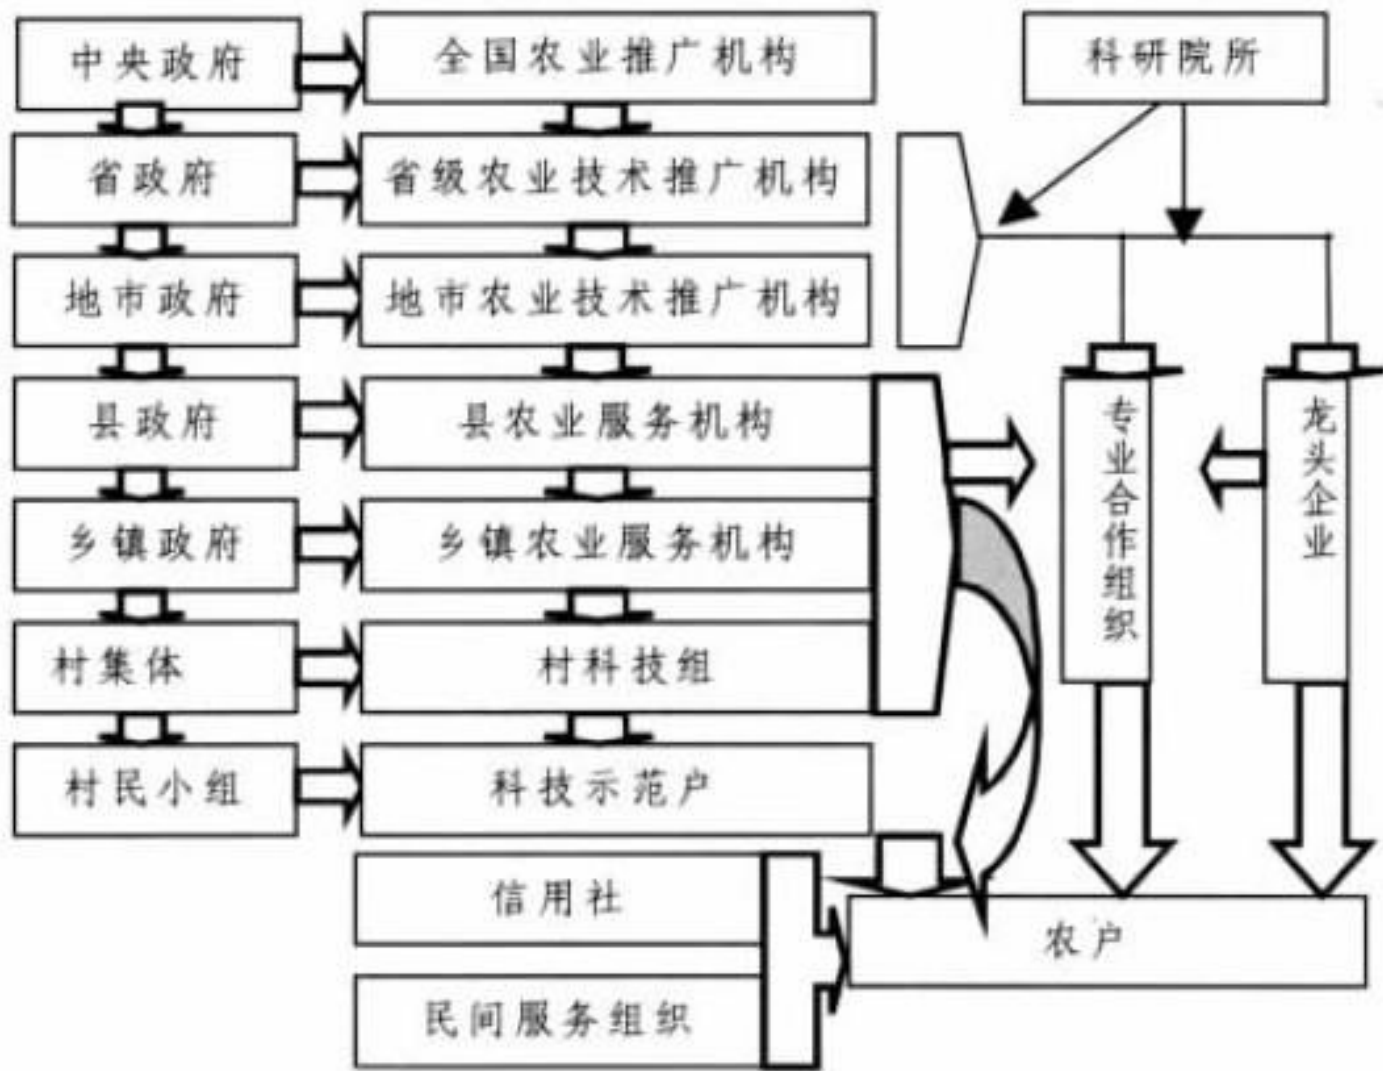 中央政府
全国农业推广机构
科研院所
省政府
省级农业技术推广机构
地市政府
地市农业技术推广机构
县政府
县农业服务机构
专业合作组织
龙头企业
乡镇政府
乡镇农业服务机构
村集体
村科技组
村民小组
科技示范户
信用社
农户
民间服务组织